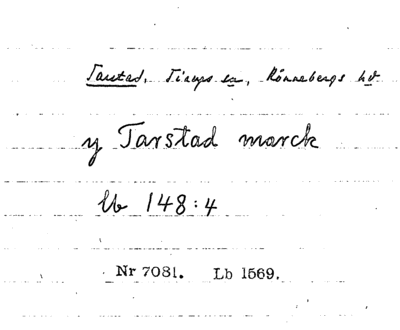 Tarstad, Tirups sn, Rönnebergs hd
y Tarstad marck
lb 148:4
Nr 7081. Lb 1569.